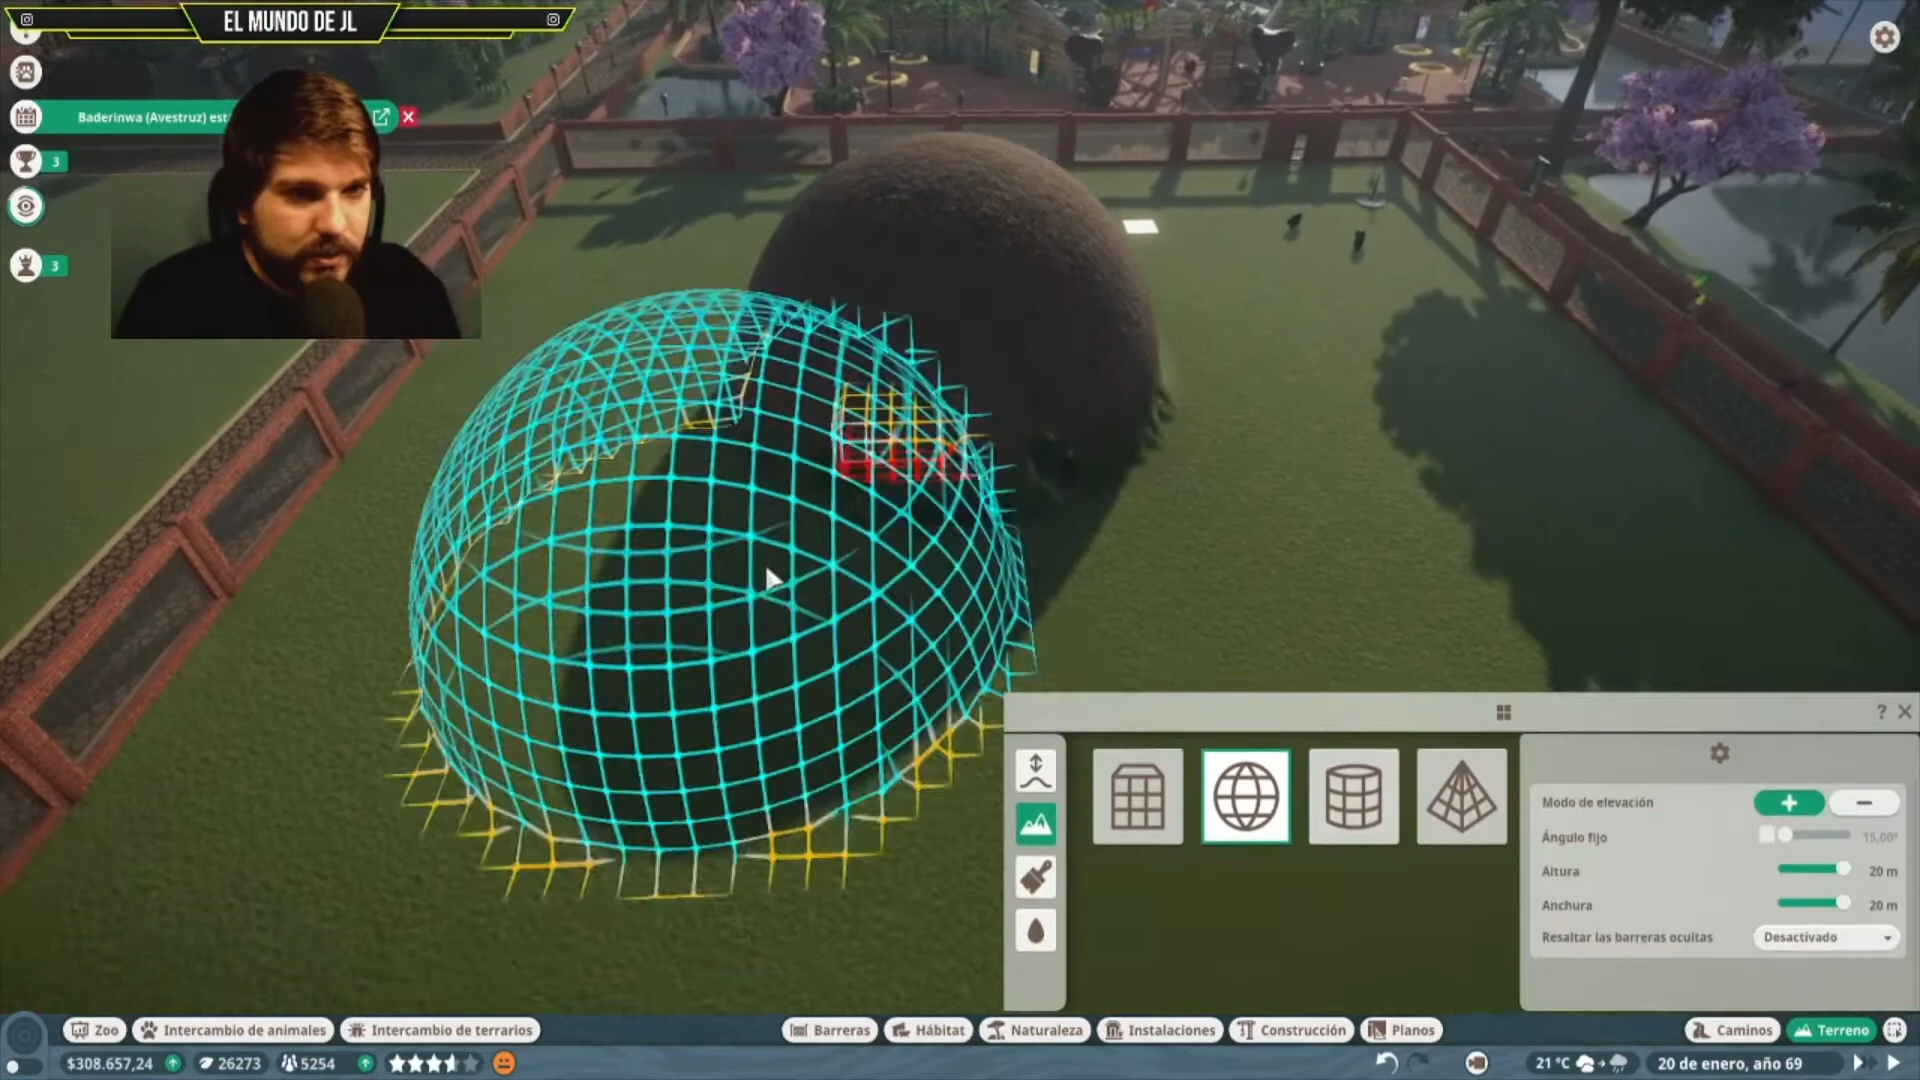 EL MUNDO DE JL
Baderinwa (Avestruz) est
3
3
?
Modo de elevación
Ángulo fijo
15,00°
Altura
20 m
Anchura
20 m
Resaltar las barreras ocultas
Desactivado
Zoo
Intercambio de animales
Intercambio de terrarios
Barreras
Hábitat
Naturaleza
Instalaciones
Construcción
Planos
Caminos
Terreno
$308.657,24
26273
5254
21 °C
20 de enero, año 69